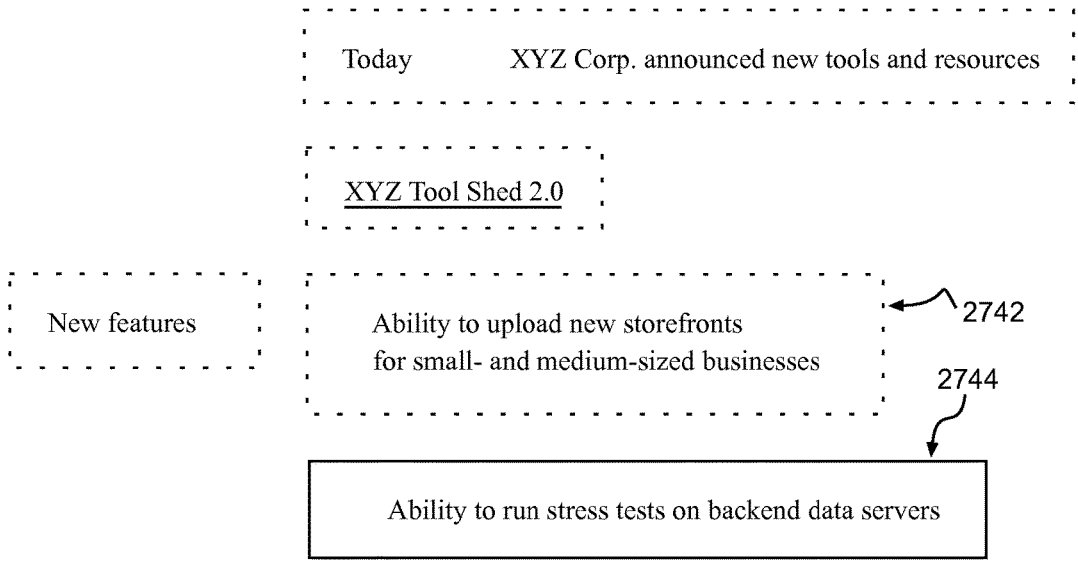 Today XYZ Corp. announced new tools and resources
XYZ Tool Shed 2.0
New features
Ability to upload new storefronts
for small- and medium-sized businesses
2742
2744
Ability to run stress tests on backend data servers